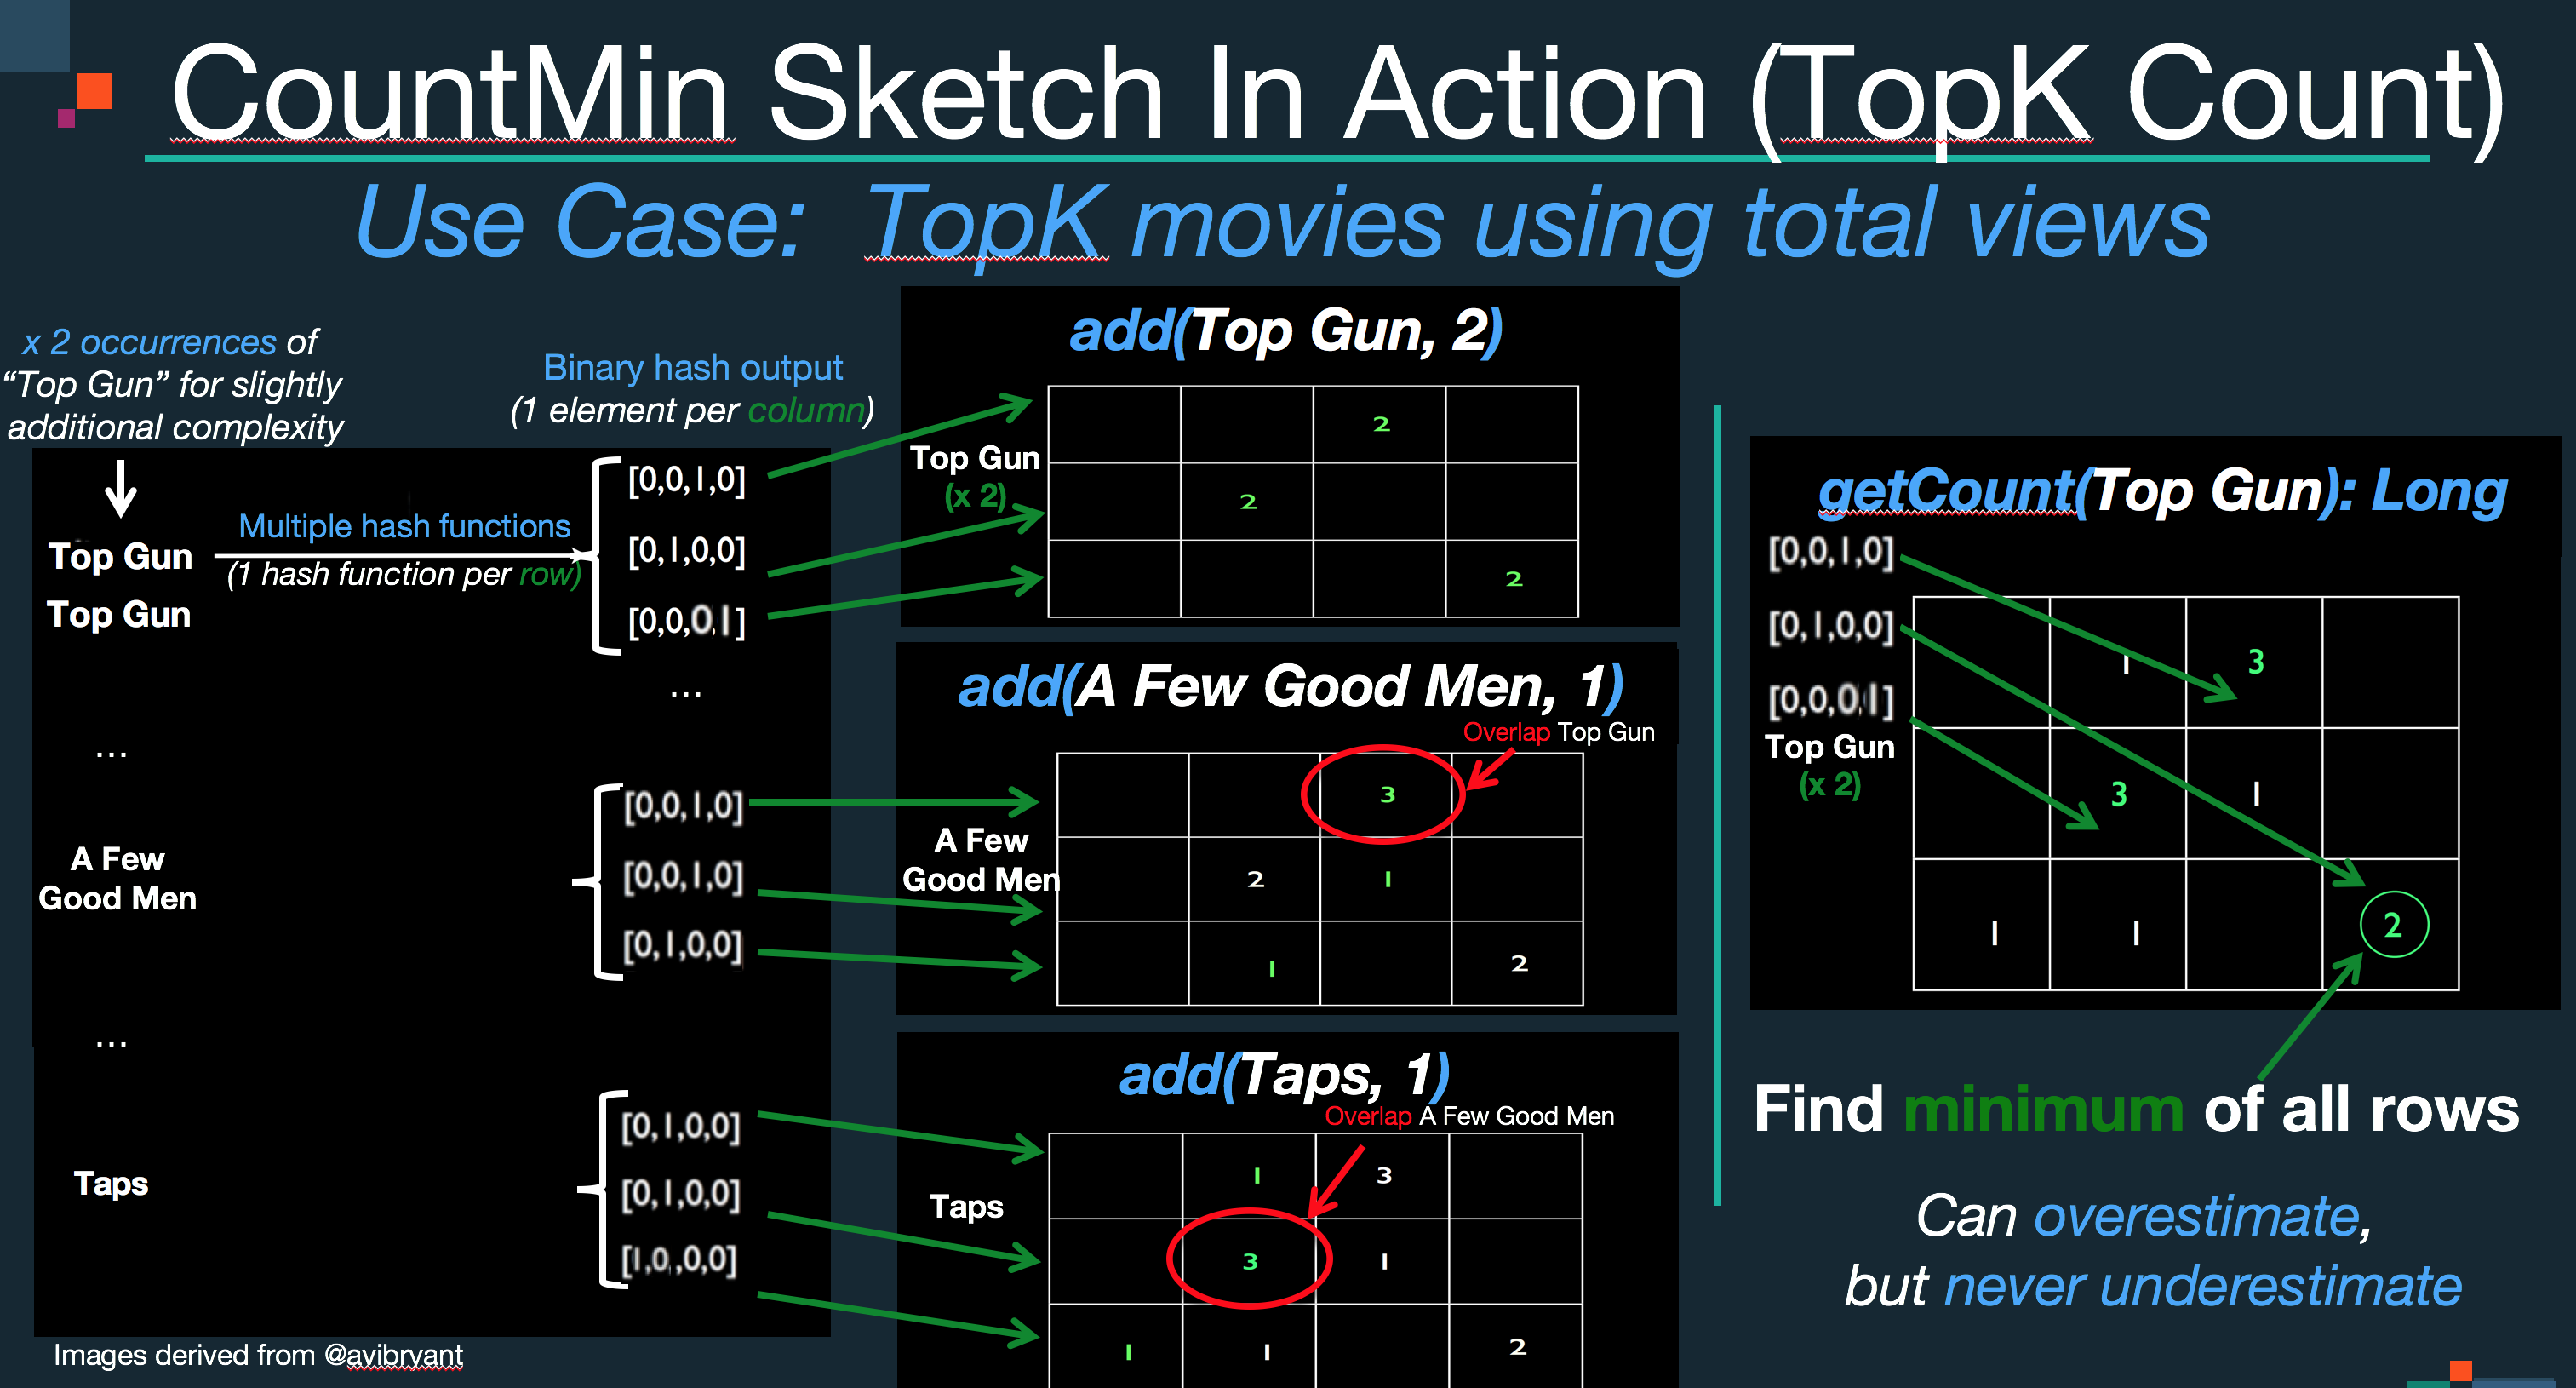 CountMin Sketch In Action (TopK Count)
Use Case: TopK movies using total views
x 2 occurrences of
“Top Gun” for slightly
additional complexity
Top Gun
Top Gun
Multiple hash functions
(1 hash function per row)
Binary hash output
(1 element per column)
[0,0,1,0]
[0,1,0,0]
[0,0,0,1]
...
...
A Few
Good Men
[0,0,1,0]
[0,0,1,0]
[0,1,0,0]
...
Taps
[0,1,0,0]
[0,1,0,0]
[1,0,,0,0]
Images derived from @avibryant
add(Top Gun, 2)
Top Gun
(x 2)
2
2
2
add(A Few Good Men, 1)
Overlap Top Gun
A Few
Good Men
3
2 1
1 2
add(Taps, 1)
Overlap A Few Good Men
Taps
1 3
3 1
1 1 2
getCount(Top Gun): Long
[0,0,1,0]
[0,1,0,0]
[0,0,0,1]
Top Gun
(x 2)
1 3
3 1
1 1 2
Find minimum of all rows
Can overestimate,
but never underestimate